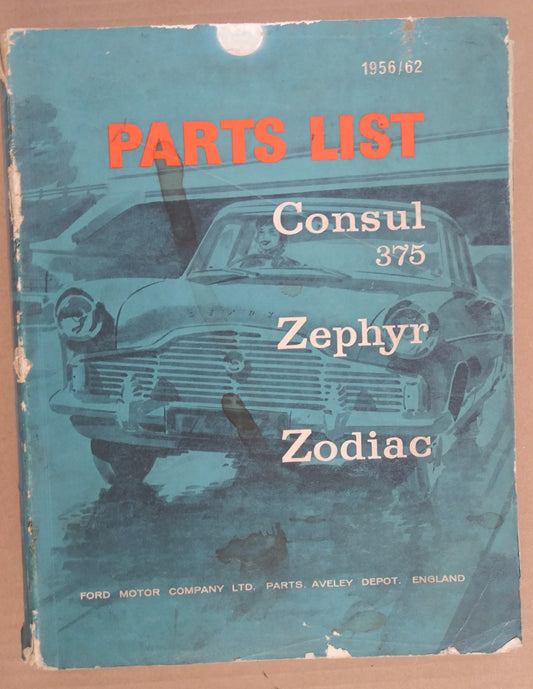 1956/62
PARTS LIST
Consul
375
Zephyr
Zodiac
FORD MOTOR COMPANY LTD. PARTS. AVELEY DEPOT. ENGLAND